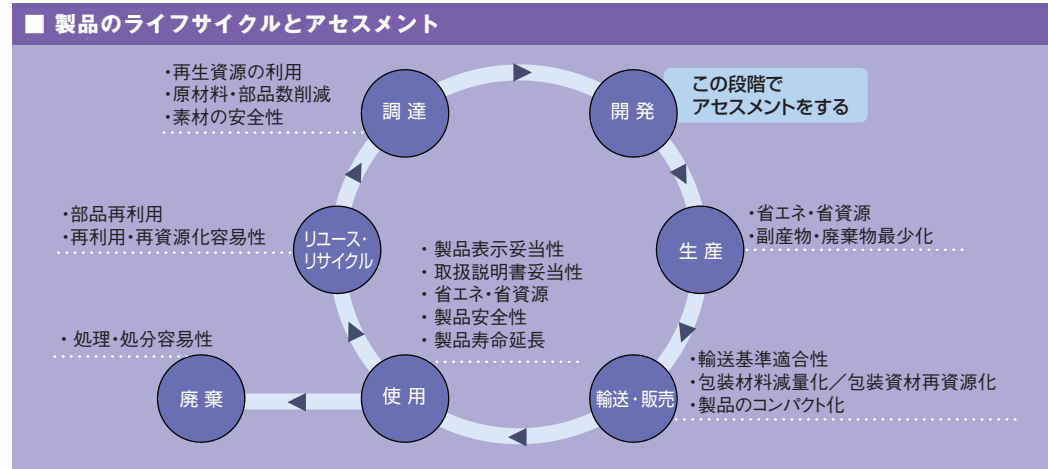 ■ 製品のライフサイクルとアセスメント
・再生資源の利用
・原材料・部品数削減
・素材の安全性
調 達
開 発
この段階で
アセスメントをする
・部品再利用
・再利用・再資源化容易性
リユース・
リサイクル
・製品表示妥当性
・取扱説明書妥当性
・省エネ・省資源
・製品安全性
・製品寿命延長
生 産
・省エネ・省資源
・副産物・廃棄物最少化
・処理・処分容易性
廃 棄
使 用
輸送・販売
・輸送基準適合性
・包装材料減量化／包装資材再資源化
・製品のコンパクト化